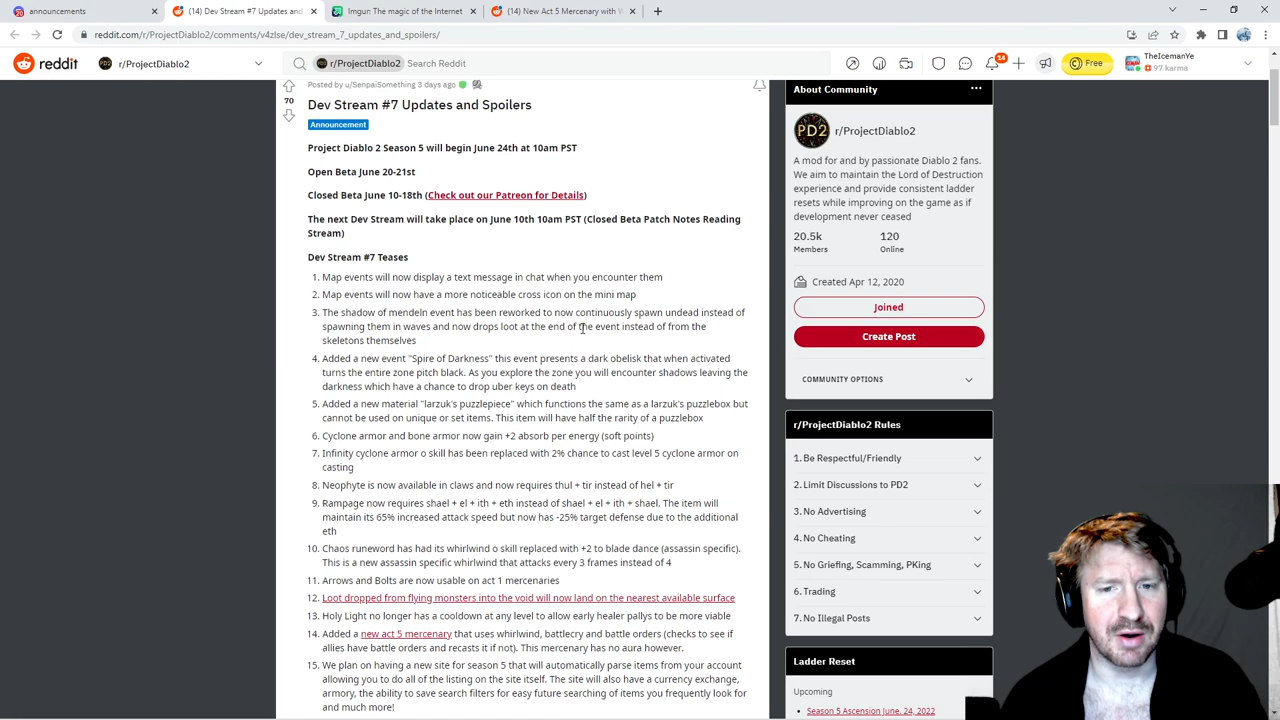 announcements
(14) Dev Stream #7 Updates and
Imgur: The magic of the Internet
(14) New Act 5 Mercenary with W
reddit.com/r/ProjectDiablo2/comments/v4zlse/dev_stream_7_updates_and_spoilers/
reddit
r/ProjectDiablo2
r/ProjectDiablo2
Search Reddit
14
Free
TheIcemanYe
97 karma
70
Posted by u/SenpaiSomething 3 days ago
Dev Stream #7 Updates and Spoilers
Announcement
Project Diablo 2 Season 5 will begin June 24th at 10am PST
Open Beta June 20-21st
Closed Beta June 10-18th (Check out our Patreon for Details)
The next Dev Stream will take place on June 10th 10am PST (Closed Beta Patch Notes Reading
Stream)
Dev Stream #7 Teases
1. Map events will now display a text message in chat when you encounter them
2. Map events will now have a more noticeable cross icon on the mini map
3. The shadow of mendeln event has been reworked to now continuously spawn undead instead of
spawning them in waves and now drops loot at the end of the event instead of from the
skeletons themselves
4. Added a new event "Spire of Darkness" this event presents a dark obelisk that when activated
turns the entire zone pitch black. As you explore the zone you will encounter shadows leaving the
darkness which have a chance to drop uber keys on death
5. Added a new material "larzuk's puzzlepiece" which functions the same as a larzuk's puzzlebox but
cannot be used on unique or set items. This item will have half the rarity of a puzzlebox
6. Cyclone armor and bone armor now gain +2 absorb per energy (soft points)
7. Infinity cyclone armor o skill has been replaced with 2% chance to cast level 5 cyclone armor on
casting
8. Neophyte is now available in claws and now requires thul + tir instead of hel + tir
9. Rampage now requires shael + el + ith + eth instead of shael + el + ith + shael. The item will
maintain its 65% increased attack speed but now has -25% target defense due to the additional
eth
10. Chaos runeword has had its whirlwind o skill replaced with +2 to blade dance (assassin specific).
This is a new assassin specific whirlwind that attacks every 3 frames instead of 4
11. Arrows and Bolts are now usable on act 1 mercenaries
12. Loot dropped from flying monsters into the void will now land on the nearest available surface
13. Holy Light no longer has a cooldown at any level to allow early healer pallys to be more viable
14. Added a new act 5 mercenary that uses whirlwind, battlecry and battle orders (checks to see if
allies have battle orders and recasts it if not). This mercenary has no aura however.
15. We plan on having a new site for season 5 that will automatically parse items from your account
allowing you to do all of the listing on the site itself. The site will also have a currency exchange,
armory, the ability to save search filters for easy future searching of items you frequently look for
and much more!
About Community
PD2
r/ProjectDiablo2
A mod for and by passionate Diablo 2 fans.
We aim to maintain the Lord of Destruction
experience and provide consistent ladder
resets while improving on the game as if
development never ceased
20.5k
120
Members
Online
Created Apr 12, 2020
Joined
Create Post
COMMUNITY OPTIONS
r/ProjectDiablo2 Rules
1. Be Respectful/Friendly
2. Limit Discussions to PD2
3. No Advertising
4. No Cheating
5. No Griefing, Scamming, PKing
6. Trading
7. No Illegal Posts
Ladder Reset
Upcoming
Season 5 Ascension June, 24, 2022